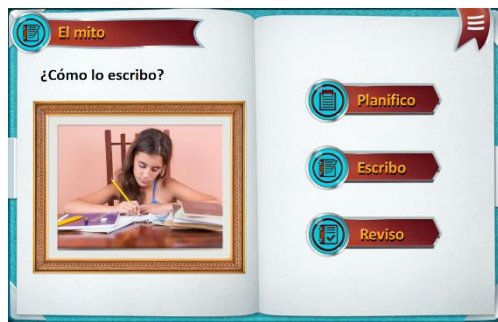 El mito
¿Cómo lo escribo?
Planifico
Escribo
Reviso